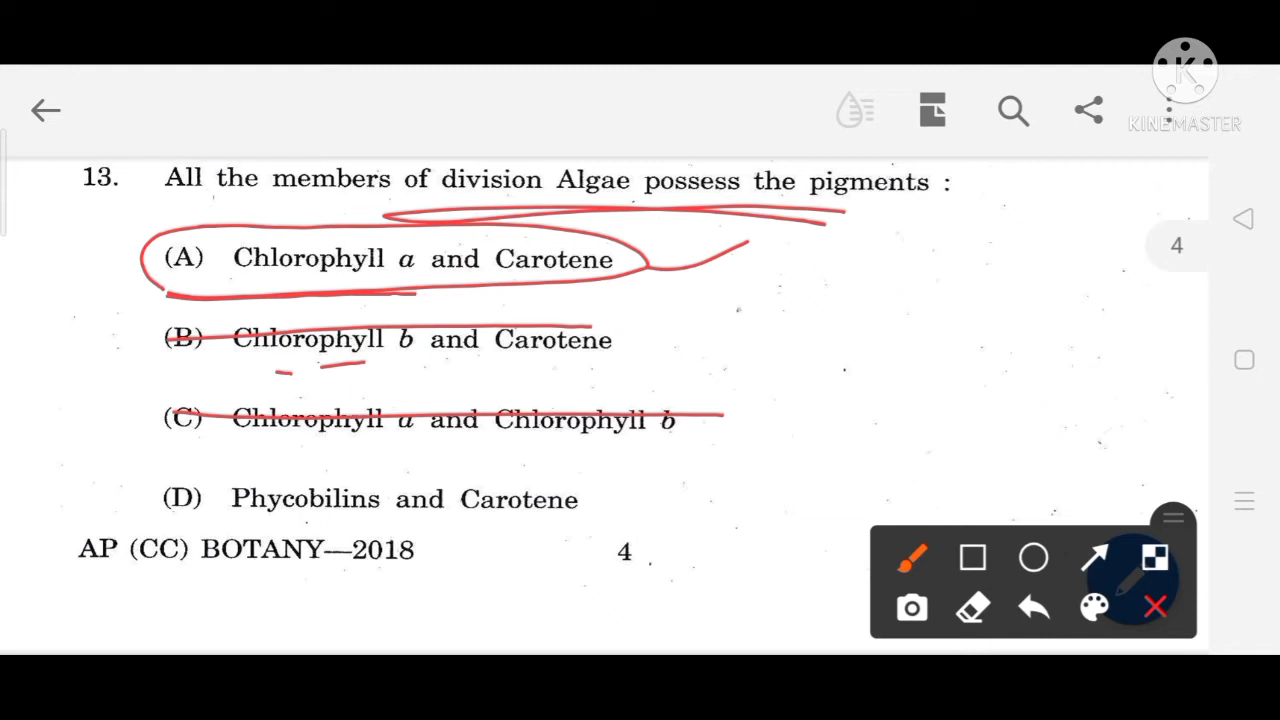 KINEMASTER
13. All the members of division Algae possess the pigments :
(A) Chlorophyll a and Carotene
4
(B) Chlorophyll b and Carotene
(C) Chlorophyll a and Chlorophyll b
(D) Phycobilins and Carotene
AP (CC) BOTANY—2018 4